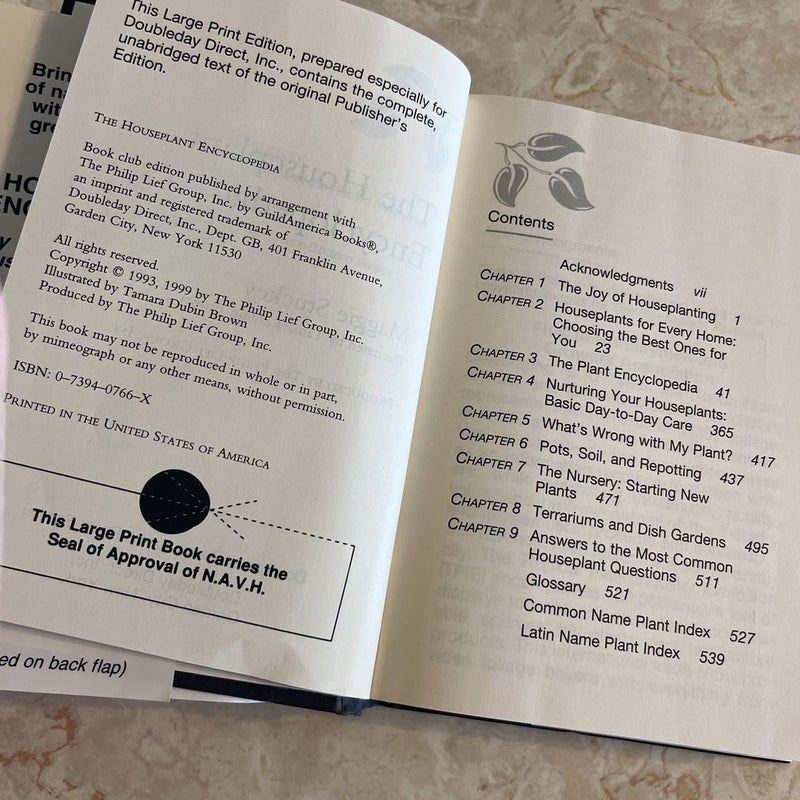 Brin
of na
wit
gro
HO
ENC
y
us
ed on back flap)
This Large Print Edition, prepared especially for
Doubleday Direct, Inc., contains the complete,
unabridged text of the original Publisher's
Edition.
THE HOUSEPLANT ENCYCLOPEDIA
Book club edition published by arrangement with
The Philip Lief Group, Inc. by GuildAmerica Books®,
an imprint and registered trademark of
Doubleday Direct, Inc., Dept. GB, 401 Franklin Avenue,
Garden City, New York 11530
All rights reserved.
Copyright © 1993, 1999 by The Philip Lief Group, Inc.
Illustrated by Tamara Dubin Brown
Produced by The Philip Lief Group, Inc.
This book may not be reproduced in whole or in part,
by mimeograph or any other means, without permission.
ISBN: 0–7394–0766–X
PRINTED IN THE UNITED STATES OF AMERICA
This Large Print Book carries the
Seal of Approval of N.A.V.H.
Contents
Acknowledgments vii
CHAPTER 1 The Joy of Houseplanting 1
CHAPTER 2 Houseplants for Every Home:
Choosing the Best Ones for
You 23
CHAPTER 3 The Plant Encyclopedia 41
CHAPTER 4 Nurturing Your Houseplants:
Basic Day-to-Day Care 365
CHAPTER 5 What's Wrong with My Plant? 417
CHAPTER 6 Pots, Soil, and Repotting 437
CHAPTER 7 The Nursery: Starting New
Plants 471
CHAPTER 8 Terrariums and Dish Gardens 495
CHAPTER 9 Answers to the Most Common
Houseplant Questions 511
Glossary 521
Common Name Plant Index 527
Latin Name Plant Index 539